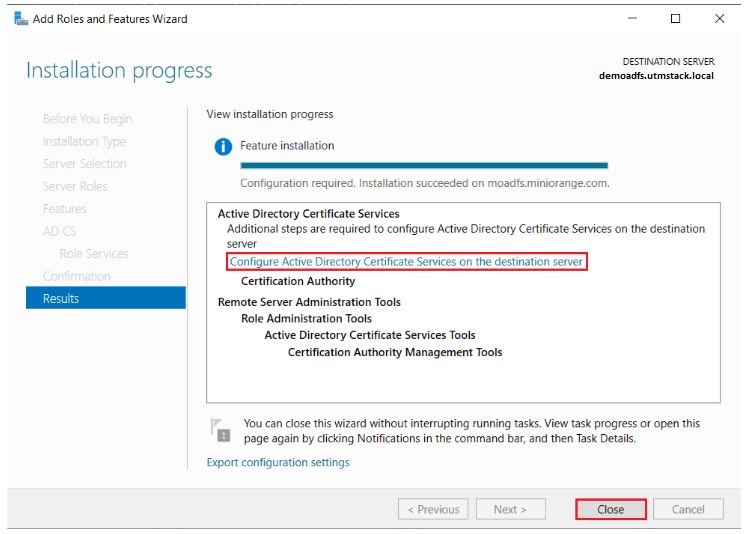 Add Roles and Features Wizard
Installation progress
DESTINATION SERVER
demoadfs.utmstack.local
Before You Begin
Installation Type
Server Selection
Server Roles
Features
AD CS
Role Services
Confirmation
Results
View installation progress
Feature installation
Configuration required. Installation succeeded on moadfs.miniorange.com.
Active Directory Certificate Services
Additional steps are required to configure Active Directory Certificate Services on the destination
server
Configure Active Directory Certificate Services on the destination server
Certification Authority
Remote Server Administration Tools
Role Administration Tools
Active Directory Certificate Services Tools
Certification Authority Management Tools
1
You can close this wizard without interrupting running tasks. View task progress or open this
page again by clicking Notifications in the command bar, and then Task Details.
Export configuration settings
< Previous
Next >
Close
Cancel